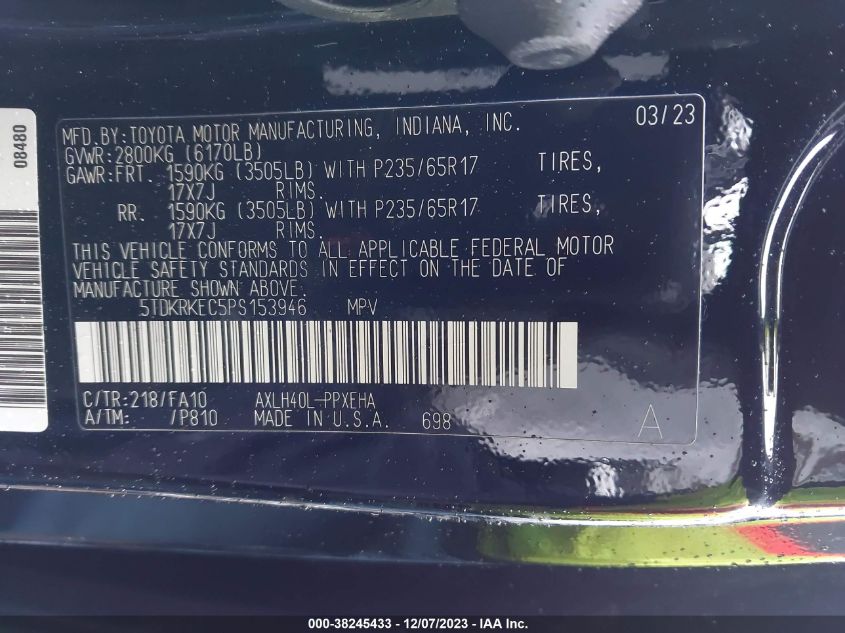 08480
03/23
MFD.BY:TOYOTA MOTOR MANUFACTURING, INDIANA, INC.
GVWR:2800KG (6170LB)
GAWR:FRT. 1590KG (3505LB) WITH P235/65R17 TIRES,
17X7J RIMS
RR. 1590KG (3505LB) WITH P235/65R17 TIRES,
17X7J RIMS
THIS VEHICLE CONFORMS TO ALL APPLICABLE FEDERAL MOTOR
VEHICLE SAFETY STANDARDS IN EFFECT ON THE DATE OF
MANUFACTURE SHOWN ABOVE.
5TDKRKEC5PS153946 MPV
C/TR:218/FA10 AXLH40L-PPXEHA
A/TM: /P810 MADE IN U.S.A. 698 A
000-38245433 - 12/07/2023 - IAA Inc.